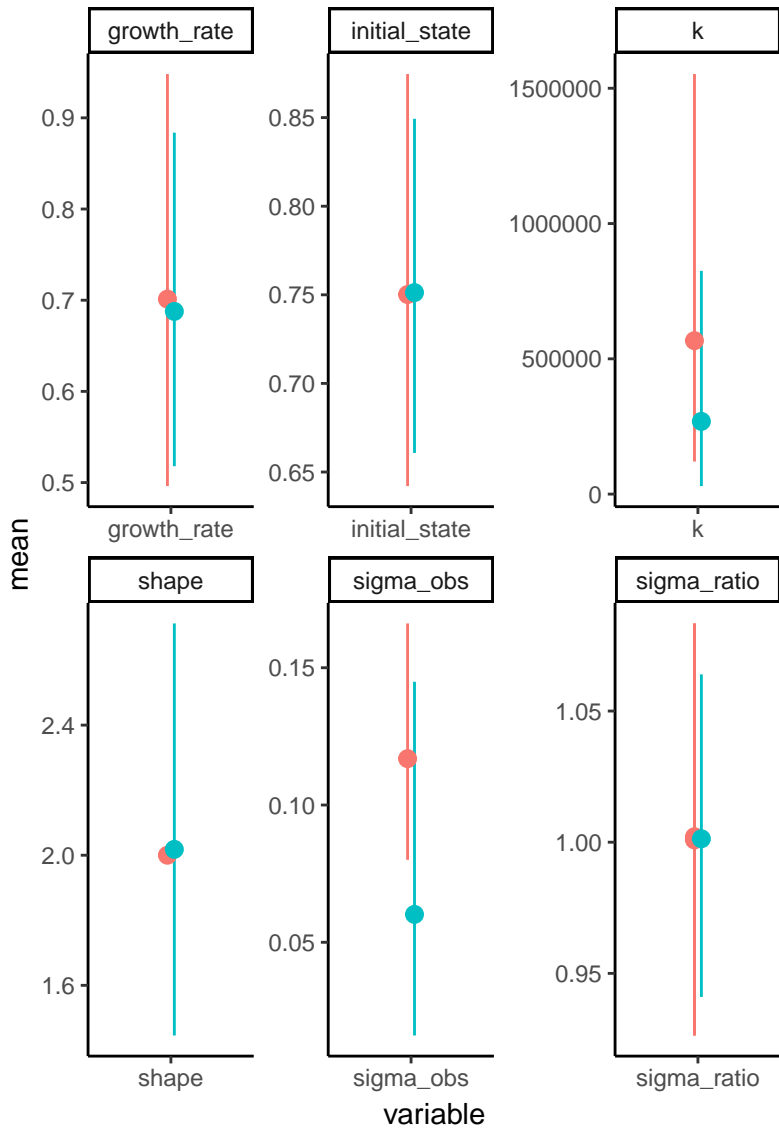 growth_rate
initial_state
k
0.9
0.8
0.7
0.6
0.5
0.85
0.80
0.75
0.70
0.65
1500000
1000000
500000
0
growth_rate
initial_state
k
mean
shape
sigma_obs
sigma_ratio
2.4
2.0
1.6
0.15
0.10
0.05
1.05
1.00
0.95
shape
sigma_obs
sigma_ratio
variable